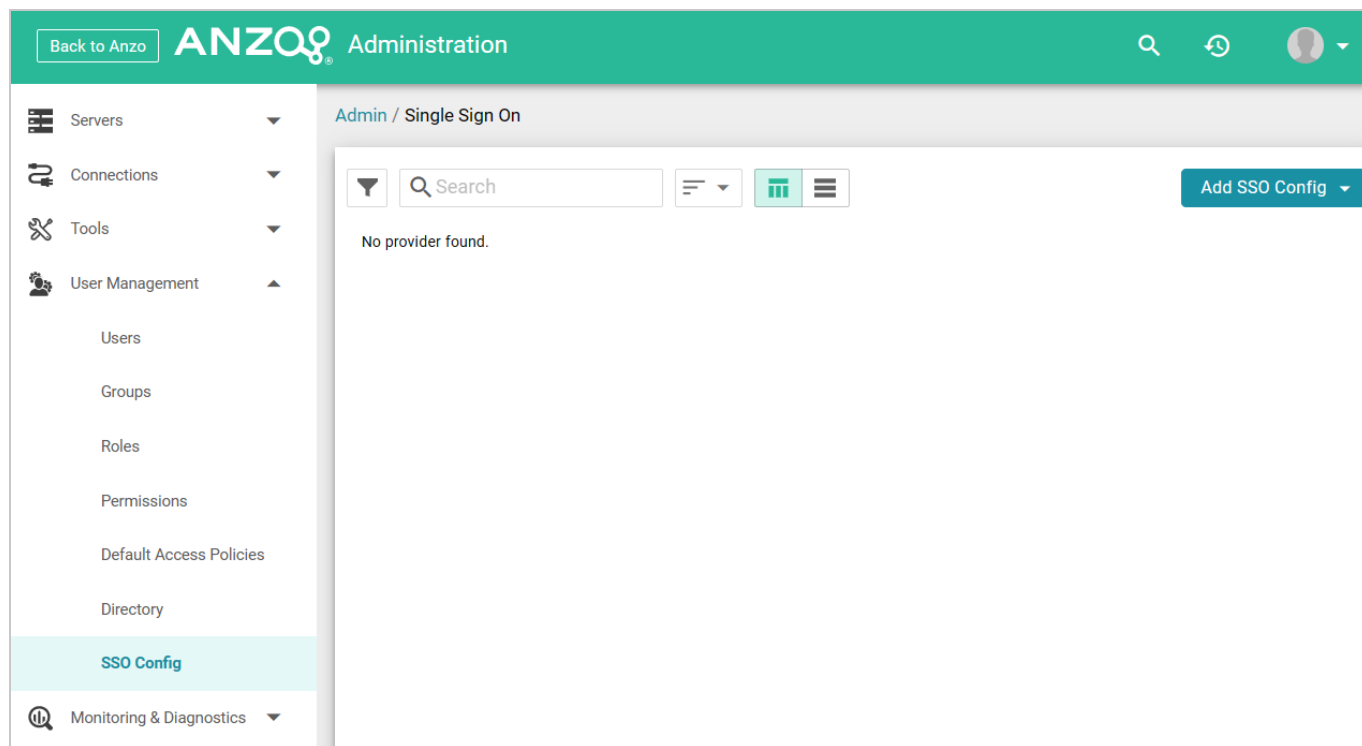 Back to Anzo ANZO® Administration
Servers
Connections
Tools
User Management
Users
Groups
Roles
Permissions
Default Access Policies
Directory
SSO Config
Monitoring & Diagnostics
Admin / Single Sign On
Search
Add SSO Config
No provider found.